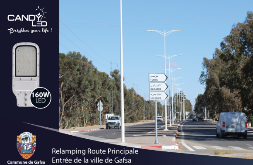 CANDY
LED
Brighten your life !
160W
LED
Relamping Route Principale
Entrée de la ville de Gafsa
Commune de Gafsa